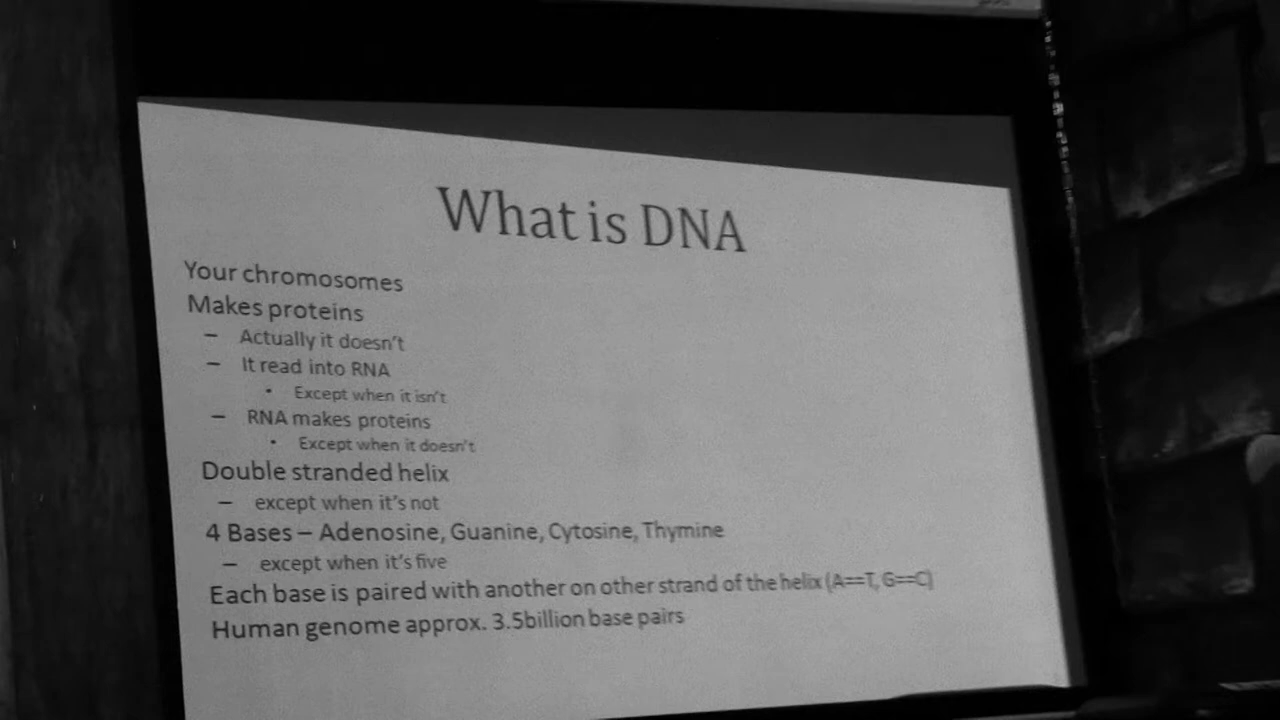 What is DNA
Your chromosomes
Makes proteins
– Actually it doesn't
– It read into RNA
• Except when it isn't
– RNA makes proteins
• Except when it doesn't
Double stranded helix
– except when it's not
4 Bases – Adenosine, Guanine, Cytosine, Thymine
– except when it's five
Each base is paired with another on other strand of the helix (A==T, G==C)
Human genome approx. 3.5billion base pairs